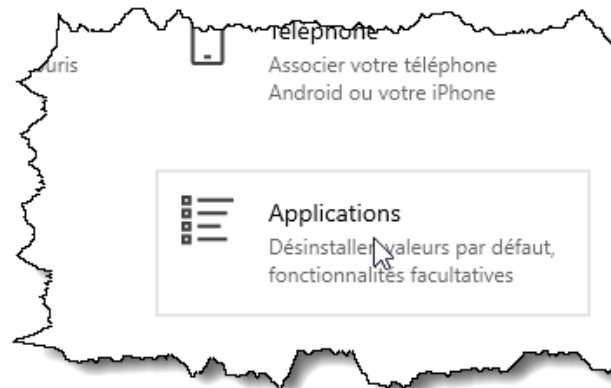 Téléphone
uris
Associer votre téléphone
Android ou votre iPhone
Applications
Désinstaller, valeurs par défaut,
fonctionnalités facultatives